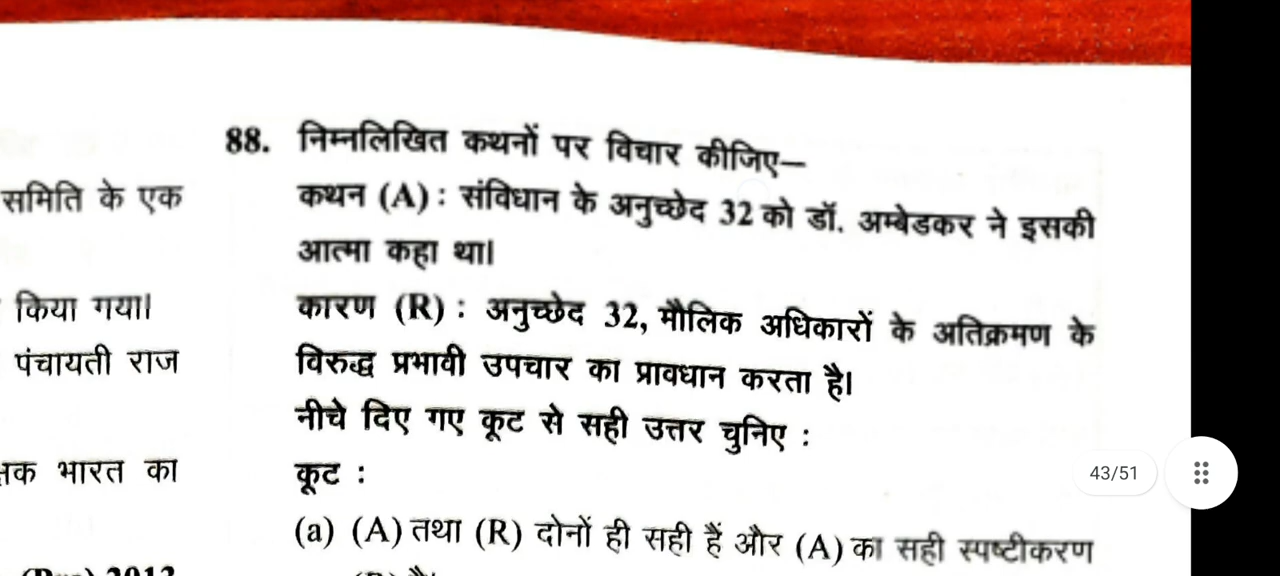 समिति के एक
किया गया।
पंचायती राज
भारत का
2013
88. निम्नलिखित कथनों पर विचार कीजिए–
कथन (A) : संविधान के अनुच्छेद 32 को डॉ. अम्बेडकर ने इसकी
आत्मा कहा था।
कारण (R) : अनुच्छेद 32, मौलिक अधिकारों के अतिक्रमण के
विरुद्ध प्रभावी उपचार का प्रावधान करता है।
नीचे दिए गए कूट से सही उत्तर चुनिए :
कूट :
(a) (A) तथा (R) दोनों ही सही हैं और (A) का सही स्पष्टीकरण
43/51